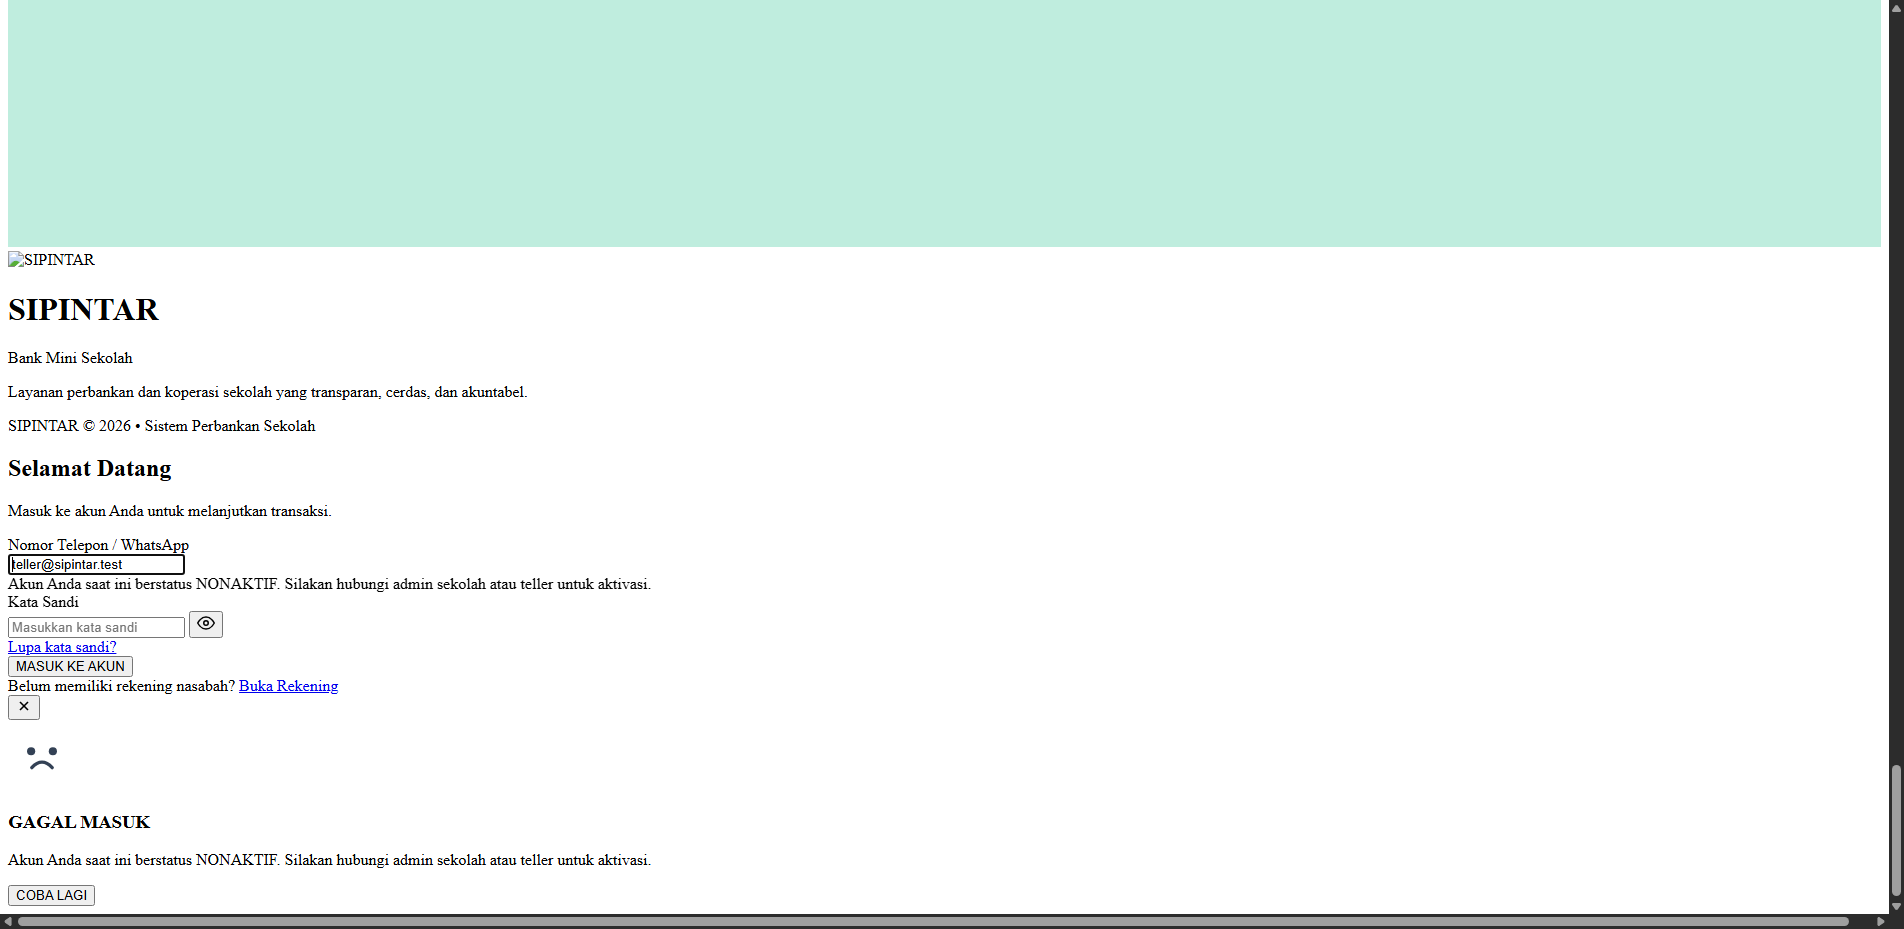 SIPINTAR
SIPINTAR
Bank Mini Sekolah
Layanan perbankan dan koperasi sekolah yang transparan, cerdas, dan akuntabel.
SIPINTAR © 2026 • Sistem Perbankan Sekolah
Selamat Datang
Masuk ke akun Anda untuk melanjutkan transaksi.
Nomor Telepon / WhatsApp
teller@sipintar.test
Akun Anda saat ini berstatus NONAKTIF. Silakan hubungi admin sekolah atau teller untuk aktivasi.
Kata Sandi
Masukkan kata sandi
Lupa kata sandi?
MASUK KE AKUN
Belum memiliki rekening nasabah? Buka Rekening
GAGAL MASUK
Akun Anda saat ini berstatus NONAKTIF. Silakan hubungi admin sekolah atau teller untuk aktivasi.
COBA LAGI